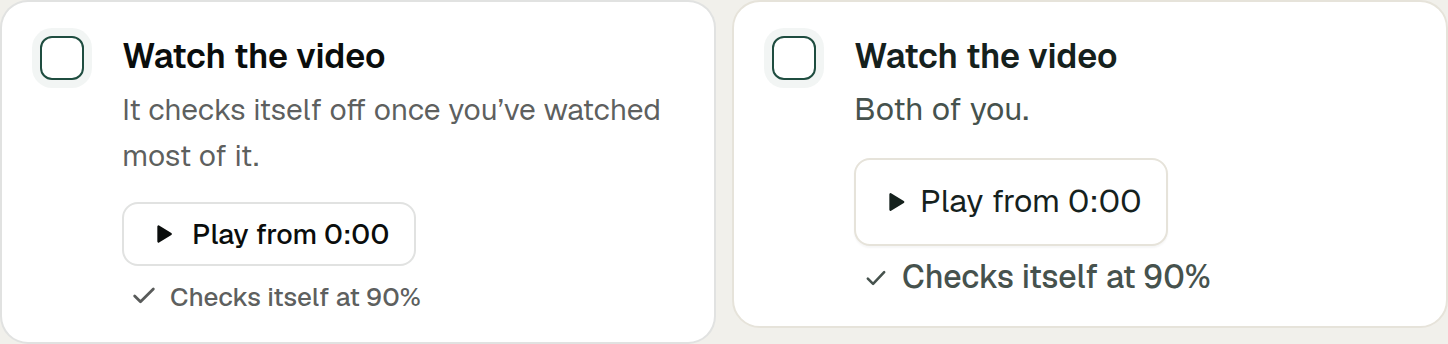 Watch the video
It checks itself off once you’ve watched
most of it.
Play from 0:00
Checks itself at 90%
Watch the video
Both of you.
Play from 0:00
Checks itself at 90%